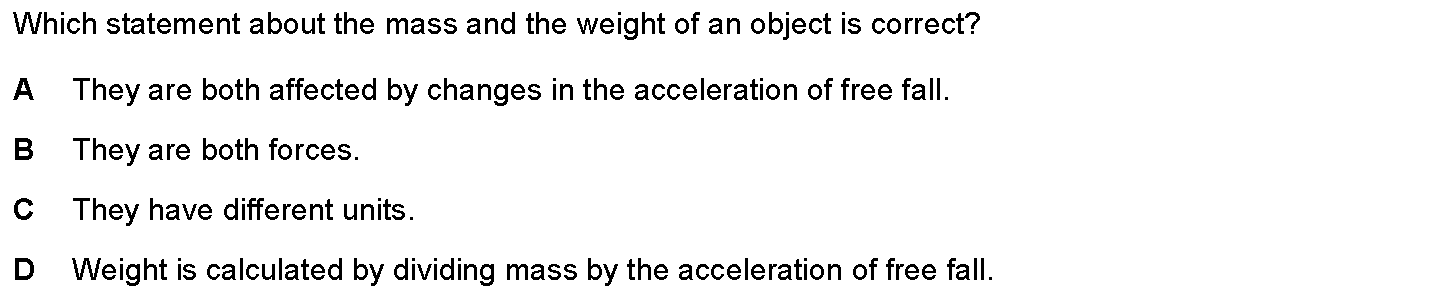 Which statement about the mass and the weight of an object is correct?
A They are both affected by changes in the acceleration of free fall.
B They are both forces.
C They have different units.
D Weight is calculated by dividing mass by the acceleration of free fall.